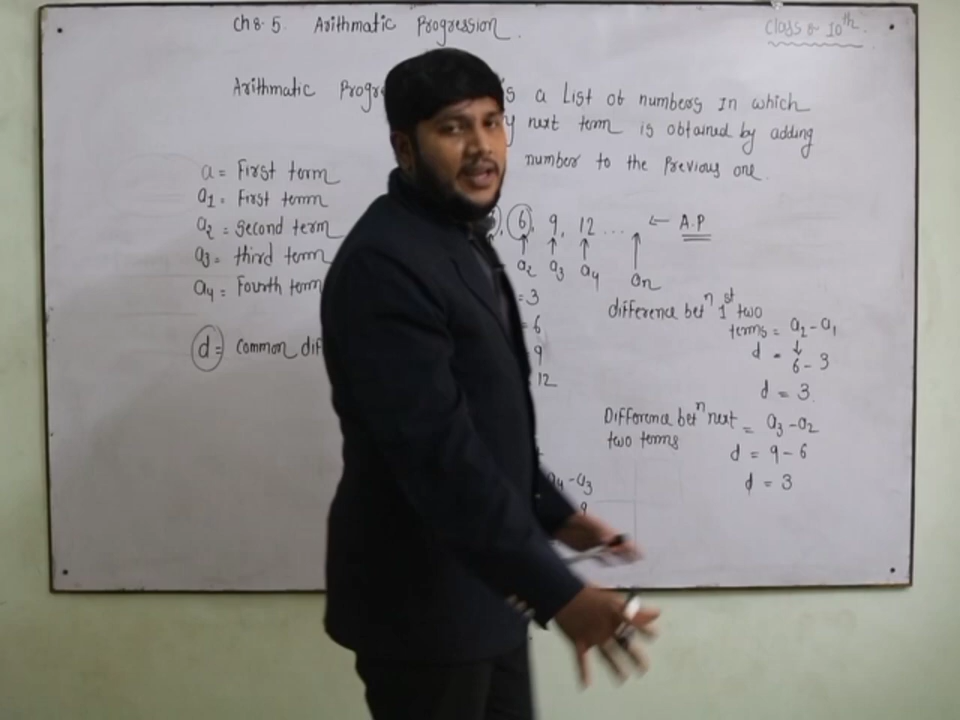 Ch 8. 5. Arithmatic Progression.
Class 8- 10th.
Arithmatic Progre s a List of numbers In which
y next term is obtained by adding
number to the Previous one.
a = First term
a1 = First term
a2 = Second term
a3 = third term
a4 = Fourth term
d = Common dif
, 6, 9, 12 ... ← A.P
a2 a3 a4 an
= 3
= 6
9
12
a4 - a3
9
difference betn 1st two
terms = a2 - a1
d = 6 - 3
d = 3.
Difference betn next
two terms = a3 - a2
d = 9 - 6
d = 3